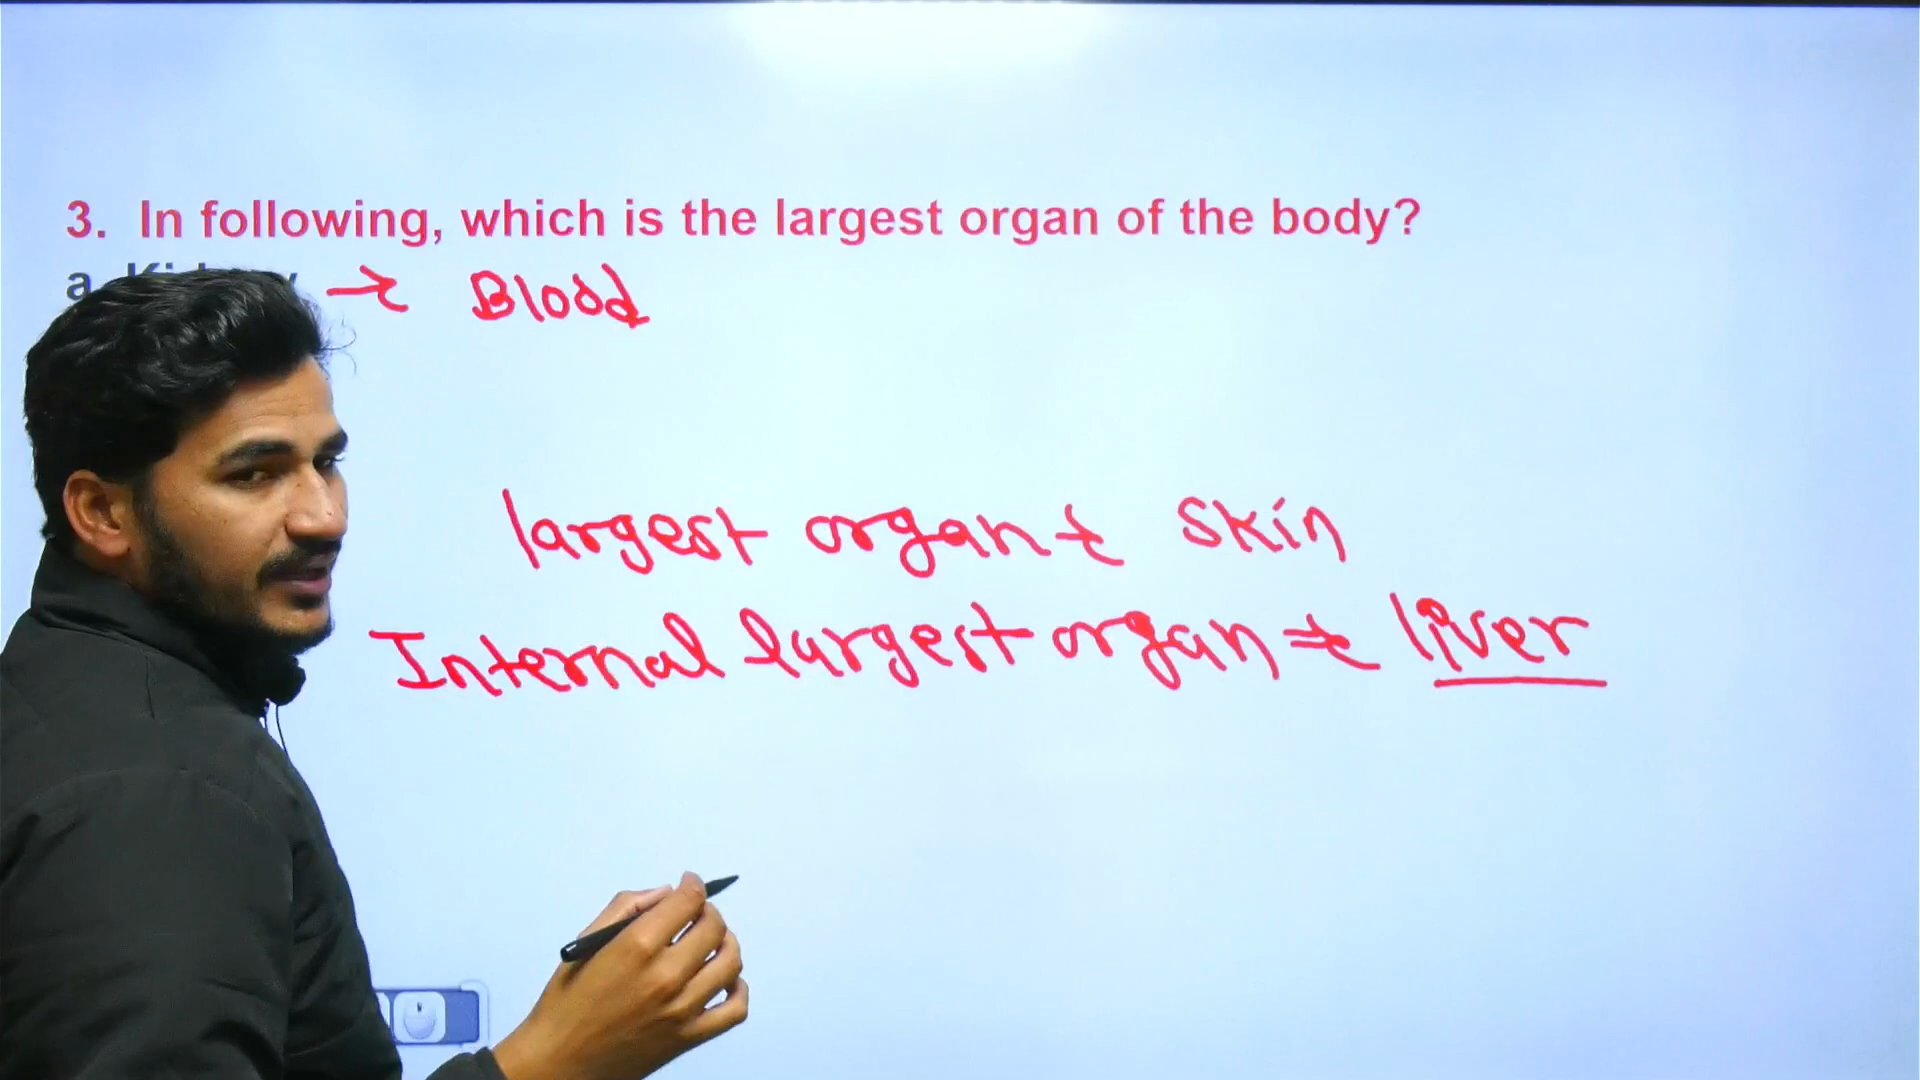 3. In following, which is the largest organ of the body?
a → Blood
largest organ → Skin
Internal largest organ ⇒ liver